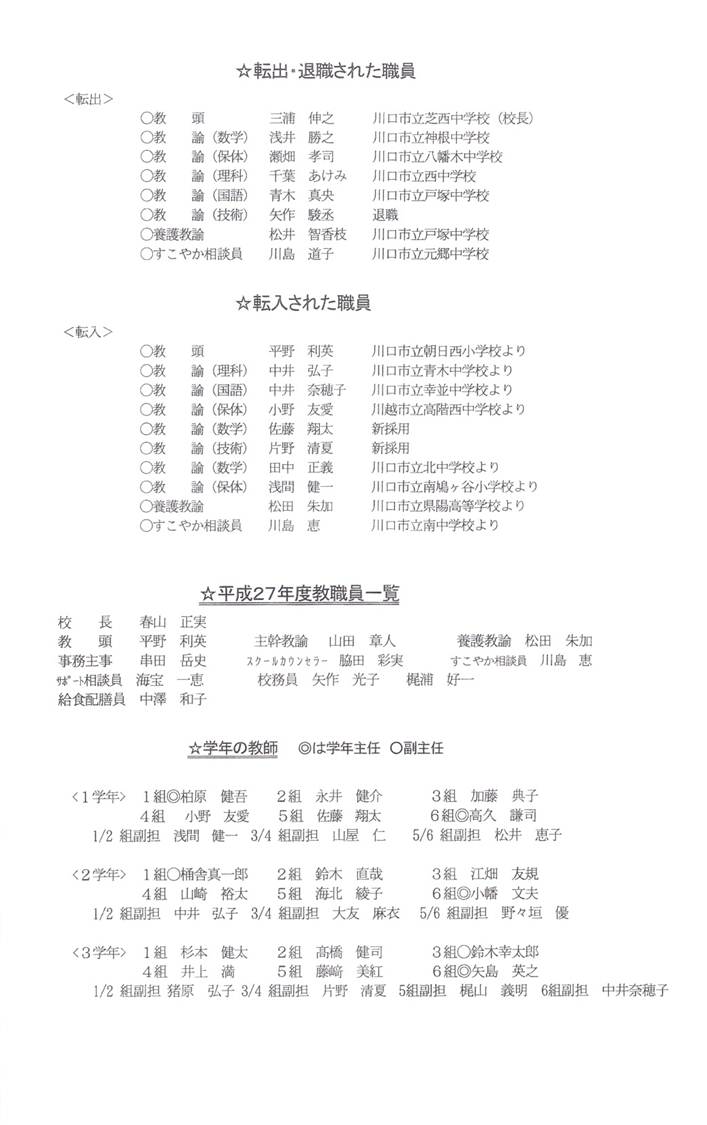 ☆転出・退職された職員
＜転出＞
○教　　頭　　三浦　伸之　　川口市立芝西中学校（校長）
○教　　諭（数学）　浅井　勝之　　川口市立神根中学校
○教　　諭（保体）　瀬畑　孝司　　川口市立八幡木中学校
○教　　諭（理科）　千葉　あけみ　　川口市立西中学校
○教　　諭（国語）　青木　真央　　川口市立戸塚中学校
○教　　諭（技術）　矢作　駿丞　　退職
○養護教諭　　松井　智香枝　　川口市立戸塚中学校
○すこやか相談員　　川島　道子　　川口市立元郷中学校
☆転入された職員
＜転入＞
○教　　頭　　平野　利英　　川口市立朝日西小学校より
○教　　諭（理科）　中井　弘子　　川口市立青木中学校より
○教　　諭（国語）　中井　奈穂子　　川口市立幸並中学校より
○教　　諭（保体）　小野　友愛　　川越市立高階西中学校より
○教　　諭（数学）　佐藤　翔太　　新採用
○教　　諭（技術）　片野　清夏　　新採用
○教　　諭（数学）　田中　正義　　川口市立北中学校より
○教　　諭（保体）　浅間　健一　　川口市立南鳩ヶ谷小学校より
○養護教諭　　松田　朱加　　川口市立県陽高等学校より
○すこやか相談員　　川島　恵　　川口市立南中学校より
☆平成２７年度教職員一覧
校　　長　　春山　正実
教　　頭　　平野　利英　　主幹教諭　山田　章人　　養護教諭　松田　朱加
事務主事　　串田　岳史　　ｽｸｰﾙｶｳﾝｾﾗｰ　脇田　彩実　　すこやか相談員　川島　恵
ｻﾎﾟｰﾄ相談員　海宝　一恵　　校務員　矢作　光子　　梶浦　好一
給食配膳員　中澤　和子
☆学年の教師　◎は学年主任　○副主任
＜１学年＞　１組◎柏原　健吾　　２組　永井　健介　　３組　加藤　典子
４組　小野　友愛　　５組　佐藤　翔太　　６組◎高久　謙司
1/2 組副担　浅間　健一　3/4 組副担　山屋　仁　　5/6 組副担　松井　恵子
＜２学年＞　１組○桶舎真一郎　　２組　鈴木　直哉　　３組　江畑　友規
４組　山崎　裕太　　５組　海北　綾子　　６組◎小幡　文夫
1/2 組副担　中井　弘子　3/4 組副担　大友　麻衣　　5/6 組副担　野々垣　優
＜３学年＞　１組　杉本　健太　　２組　高橋　健司　　３組○鈴木幸太郎
４組　井上　満　　５組　藤﨑　美紅　　６組◎矢島　英之
1/2 組副担　猪原　弘子　3/4 組副担　片野　清夏　5組副担　梶山　義明　6組副担　中井奈穂子